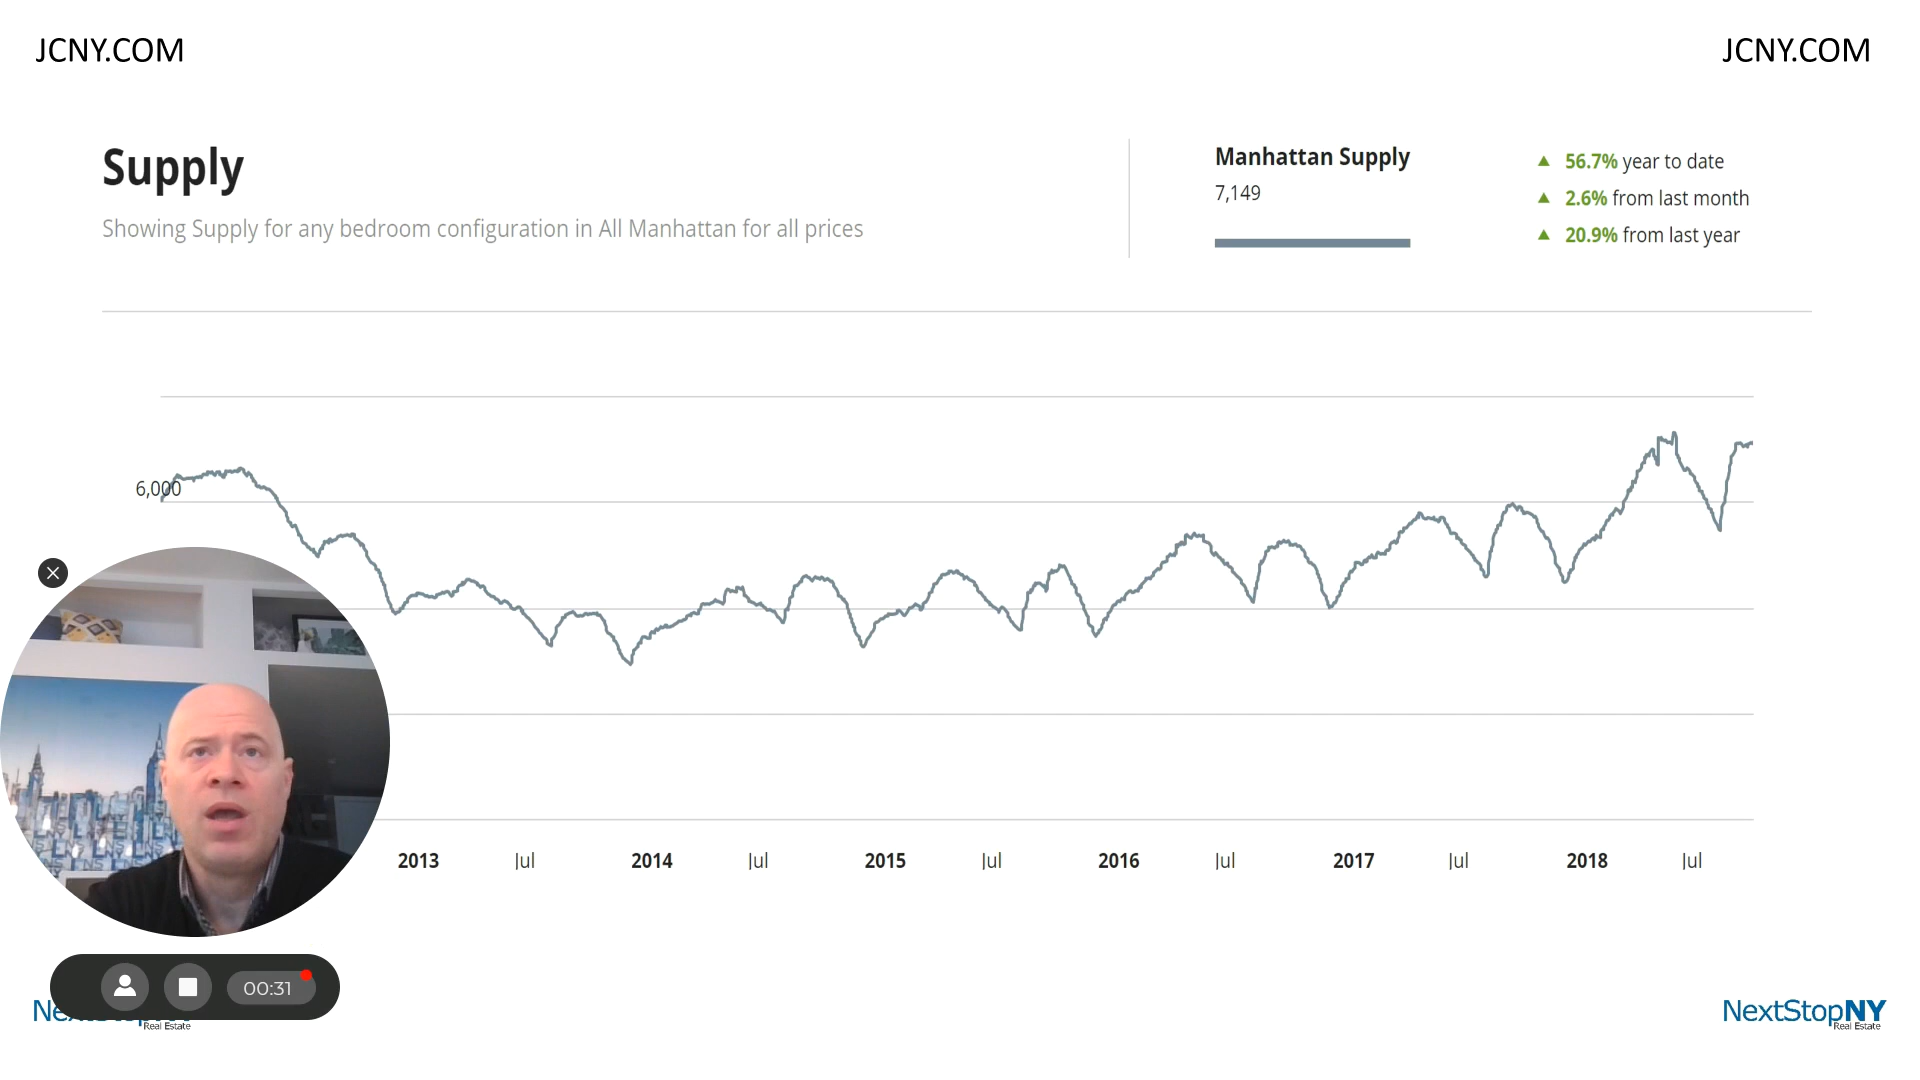 JCNY.COM
JCNY.COM
Supply
Showing Supply for any bedroom configuration in All Manhattan for all prices
Manhattan Supply
7,149
▲ 56.7% year to date
▲ 2.6% from last month
▲ 20.9% from last year
6,000
2013 Jul 2014 Jul 2015 Jul 2016 Jul 2017 Jul 2018 Jul
00:31
Real Estate
NextStopNY
Real Estate